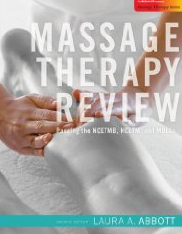 MASSAGE
THERAPY
REVIEW
Passing the NCETMB, NCETM, and MBLEx
LAURA A. ABBOTT